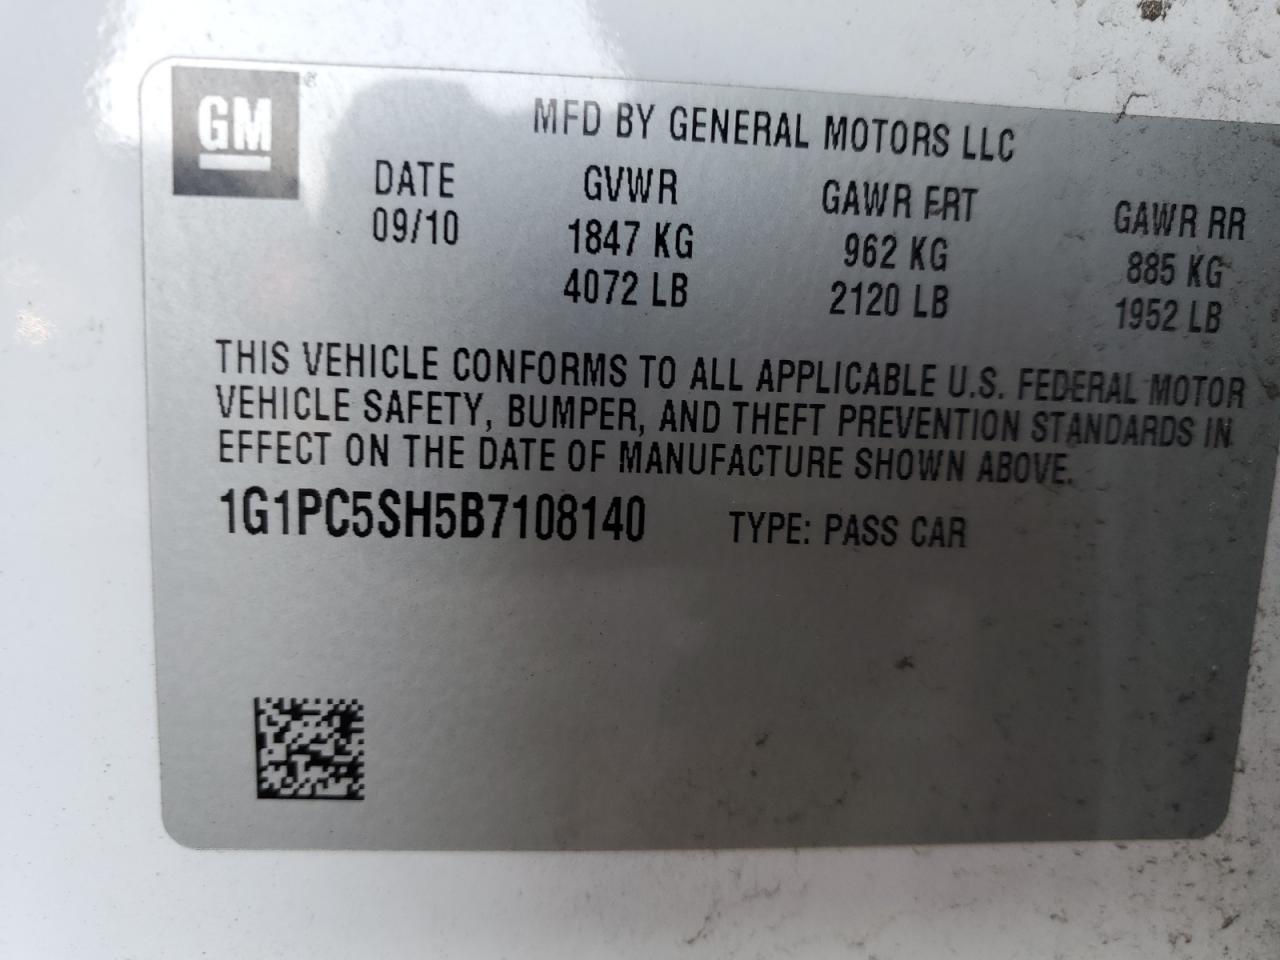 GM®
MFD BY GENERAL MOTORS LLC
DATE GVWR GAWR FRT GAWR RR
09/10 1847 KG 962 KG 885 KG
4072 LB 2120 LB 1952 LB
THIS VEHICLE CONFORMS TO ALL APPLICABLE U.S. FEDERAL MOTOR
VEHICLE SAFETY, BUMPER, AND THEFT PREVENTION STANDARDS IN
EFFECT ON THE DATE OF MANUFACTURE SHOWN ABOVE.
1G1PC5SH5B7108140 TYPE: PASS CAR